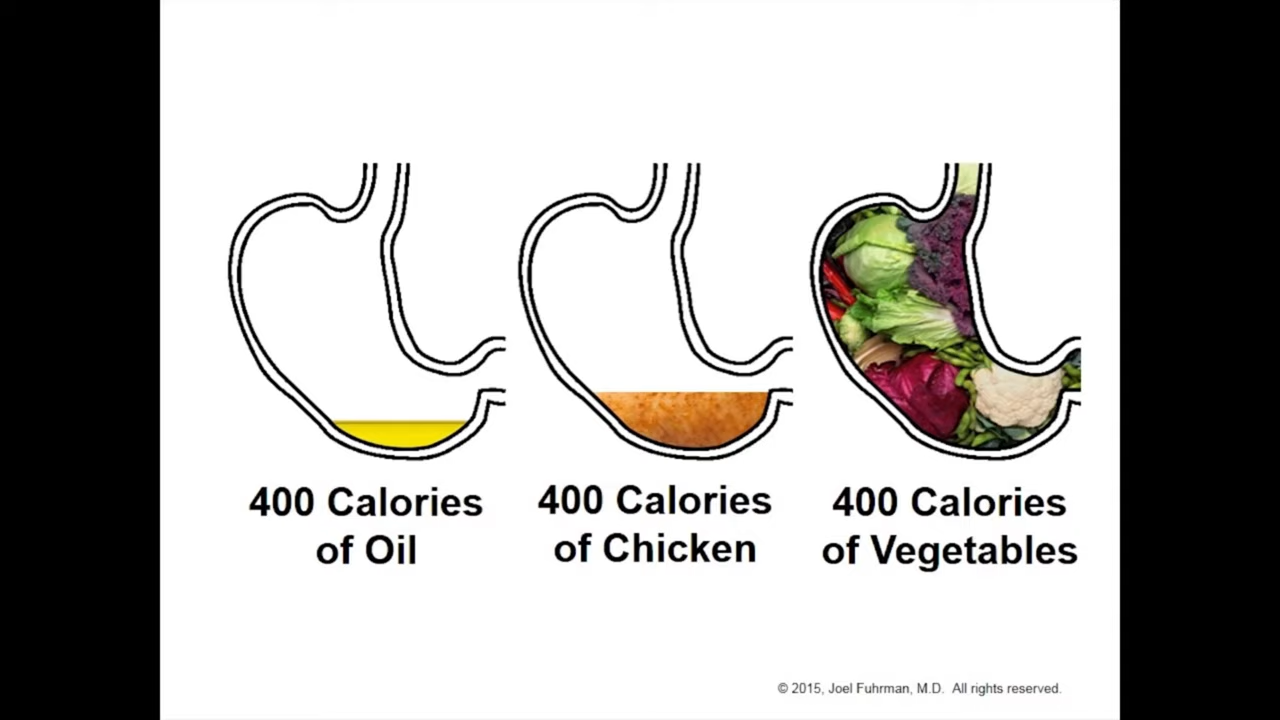 400 Calories
of Oil
400 Calories
of Chicken
400 Calories
of Vegetables
© 2015, Joel Fuhrman, M.D. All rights reserved.